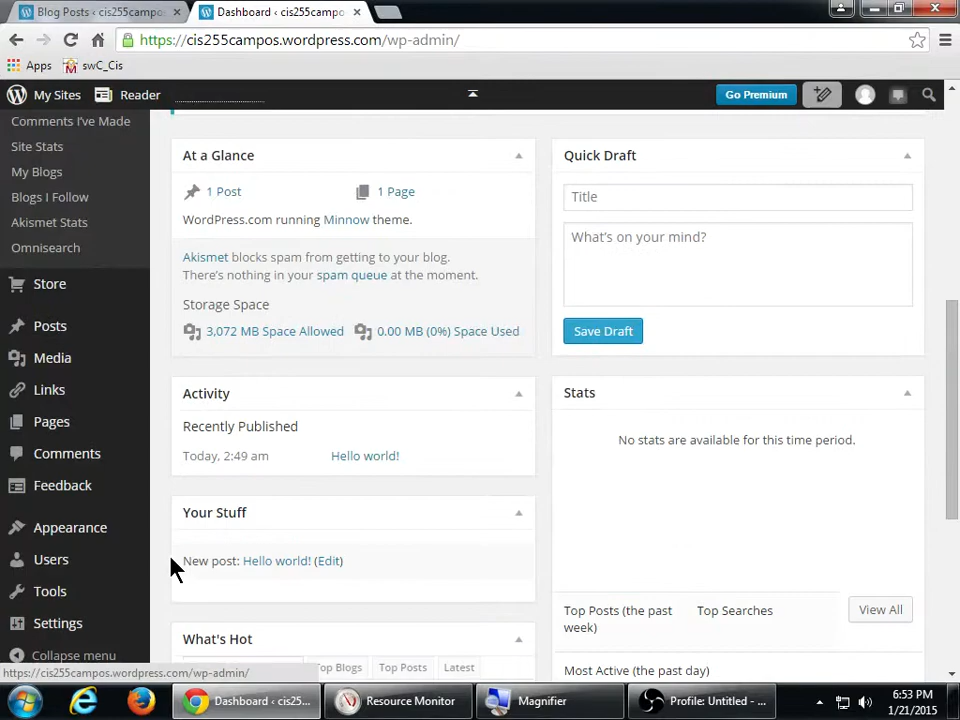 Blog Posts ‹ cis255campos
Dashboard ‹ cis255campo
https://cis255campos.wordpress.com/wp-admin/
Apps
swC_Cis
My Sites
Reader
Go Premium
Comments I've Made
Site Stats
My Blogs
Blogs I Follow
Akismet Stats
Omnisearch
Store
Posts
Media
Links
Pages
Comments
Feedback
Appearance
Users
Tools
Settings
Collapse menu
At a Glance
1 Post
1 Page
WordPress.com running Minnow theme.
Akismet blocks spam from getting to your blog.
There's nothing in your spam queue at the moment.
Storage Space
3,072 MB Space Allowed
0.00 MB (0%) Space Used
Activity
Recently Published
Today, 2:49 am
Hello world!
Your Stuff
New post: Hello world! (Edit)
What's Hot
Top Blogs
Top Posts
Latest
Quick Draft
Title
What's on your mind?
Save Draft
Stats
No stats are available for this time period.
Top Posts (the past
week)
Top Searches
View All
Most Active (the past day)
https://cis255campos.wordpress.com/wp-admin/
Dashboard ‹ cis25...
Resource Monitor
Magnifier
Profile: Untitled - ...
6:53 PM
1/21/2015